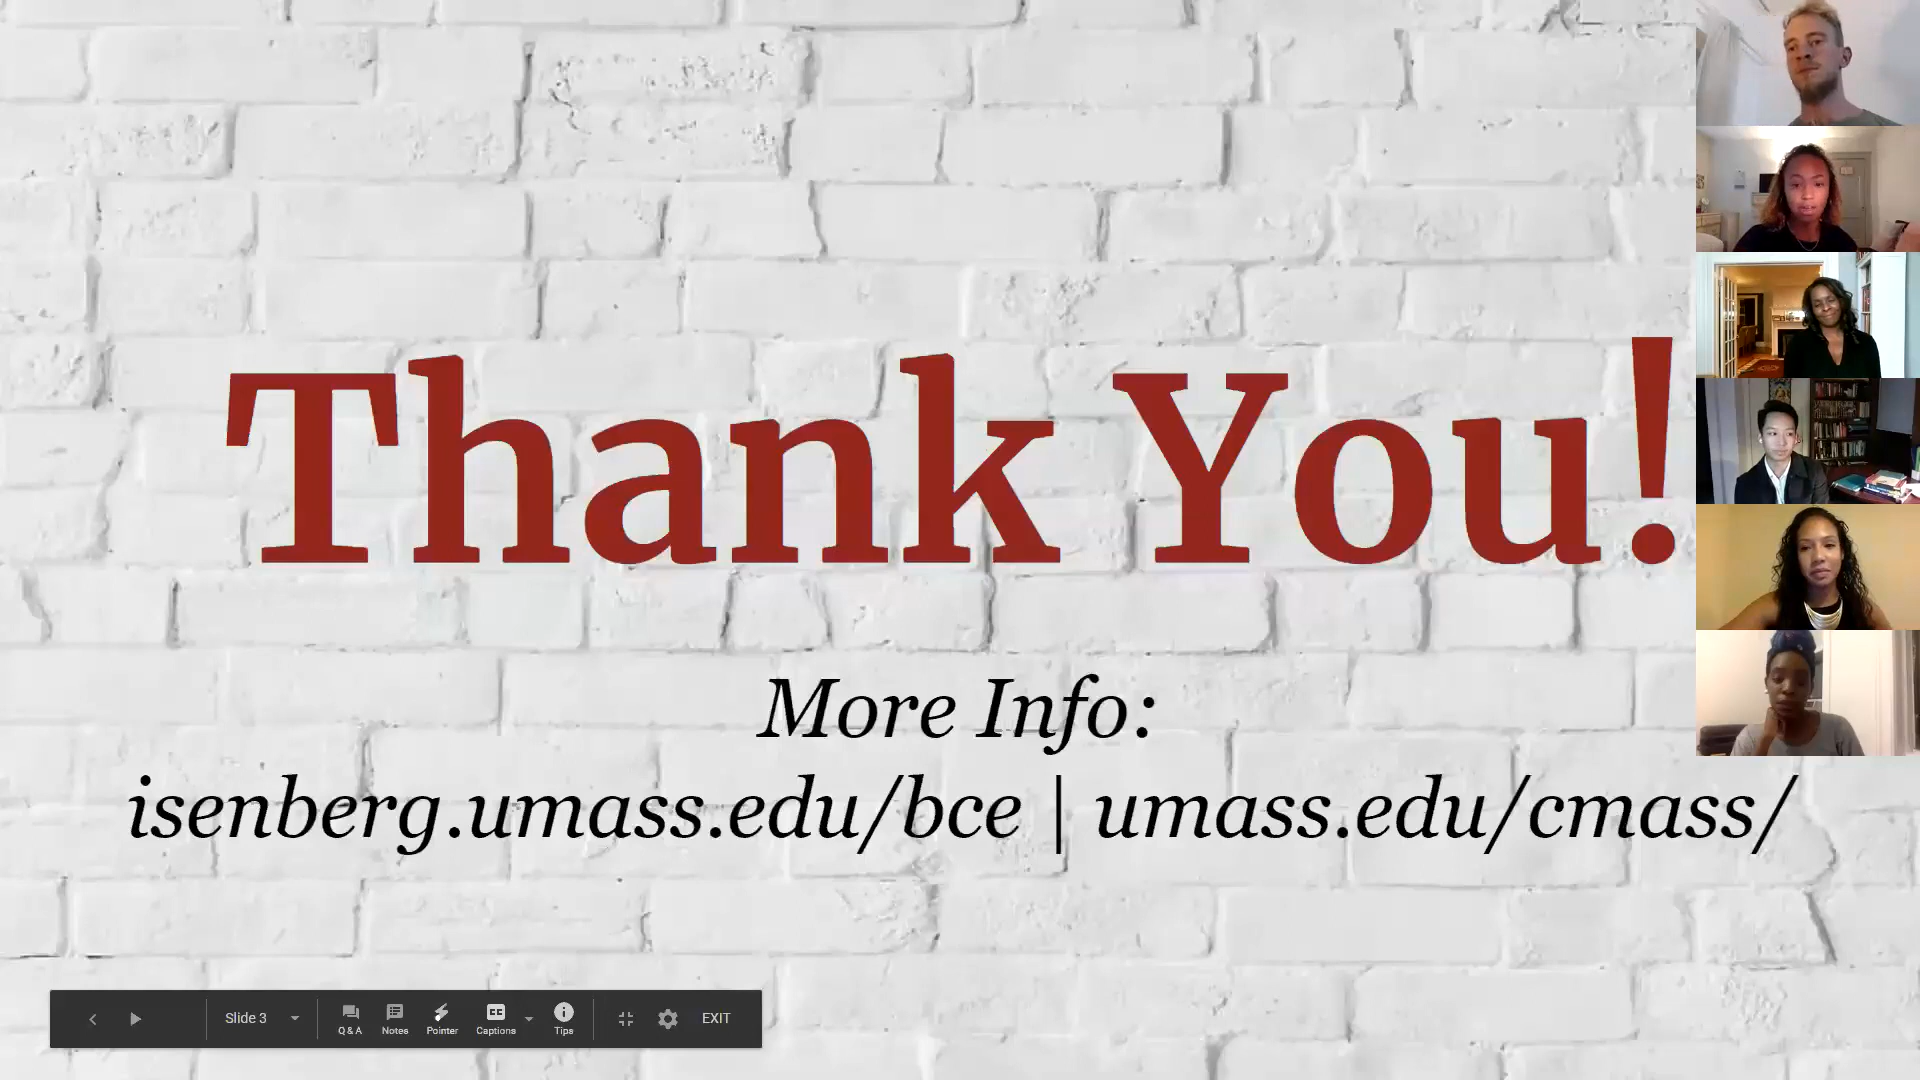 Thank You!
More Info:
isenberg.umass.edu/bce | umass.edu/cmass/
Slide 3
Q & A
Notes
Pointer
Captions
Tips
EXIT